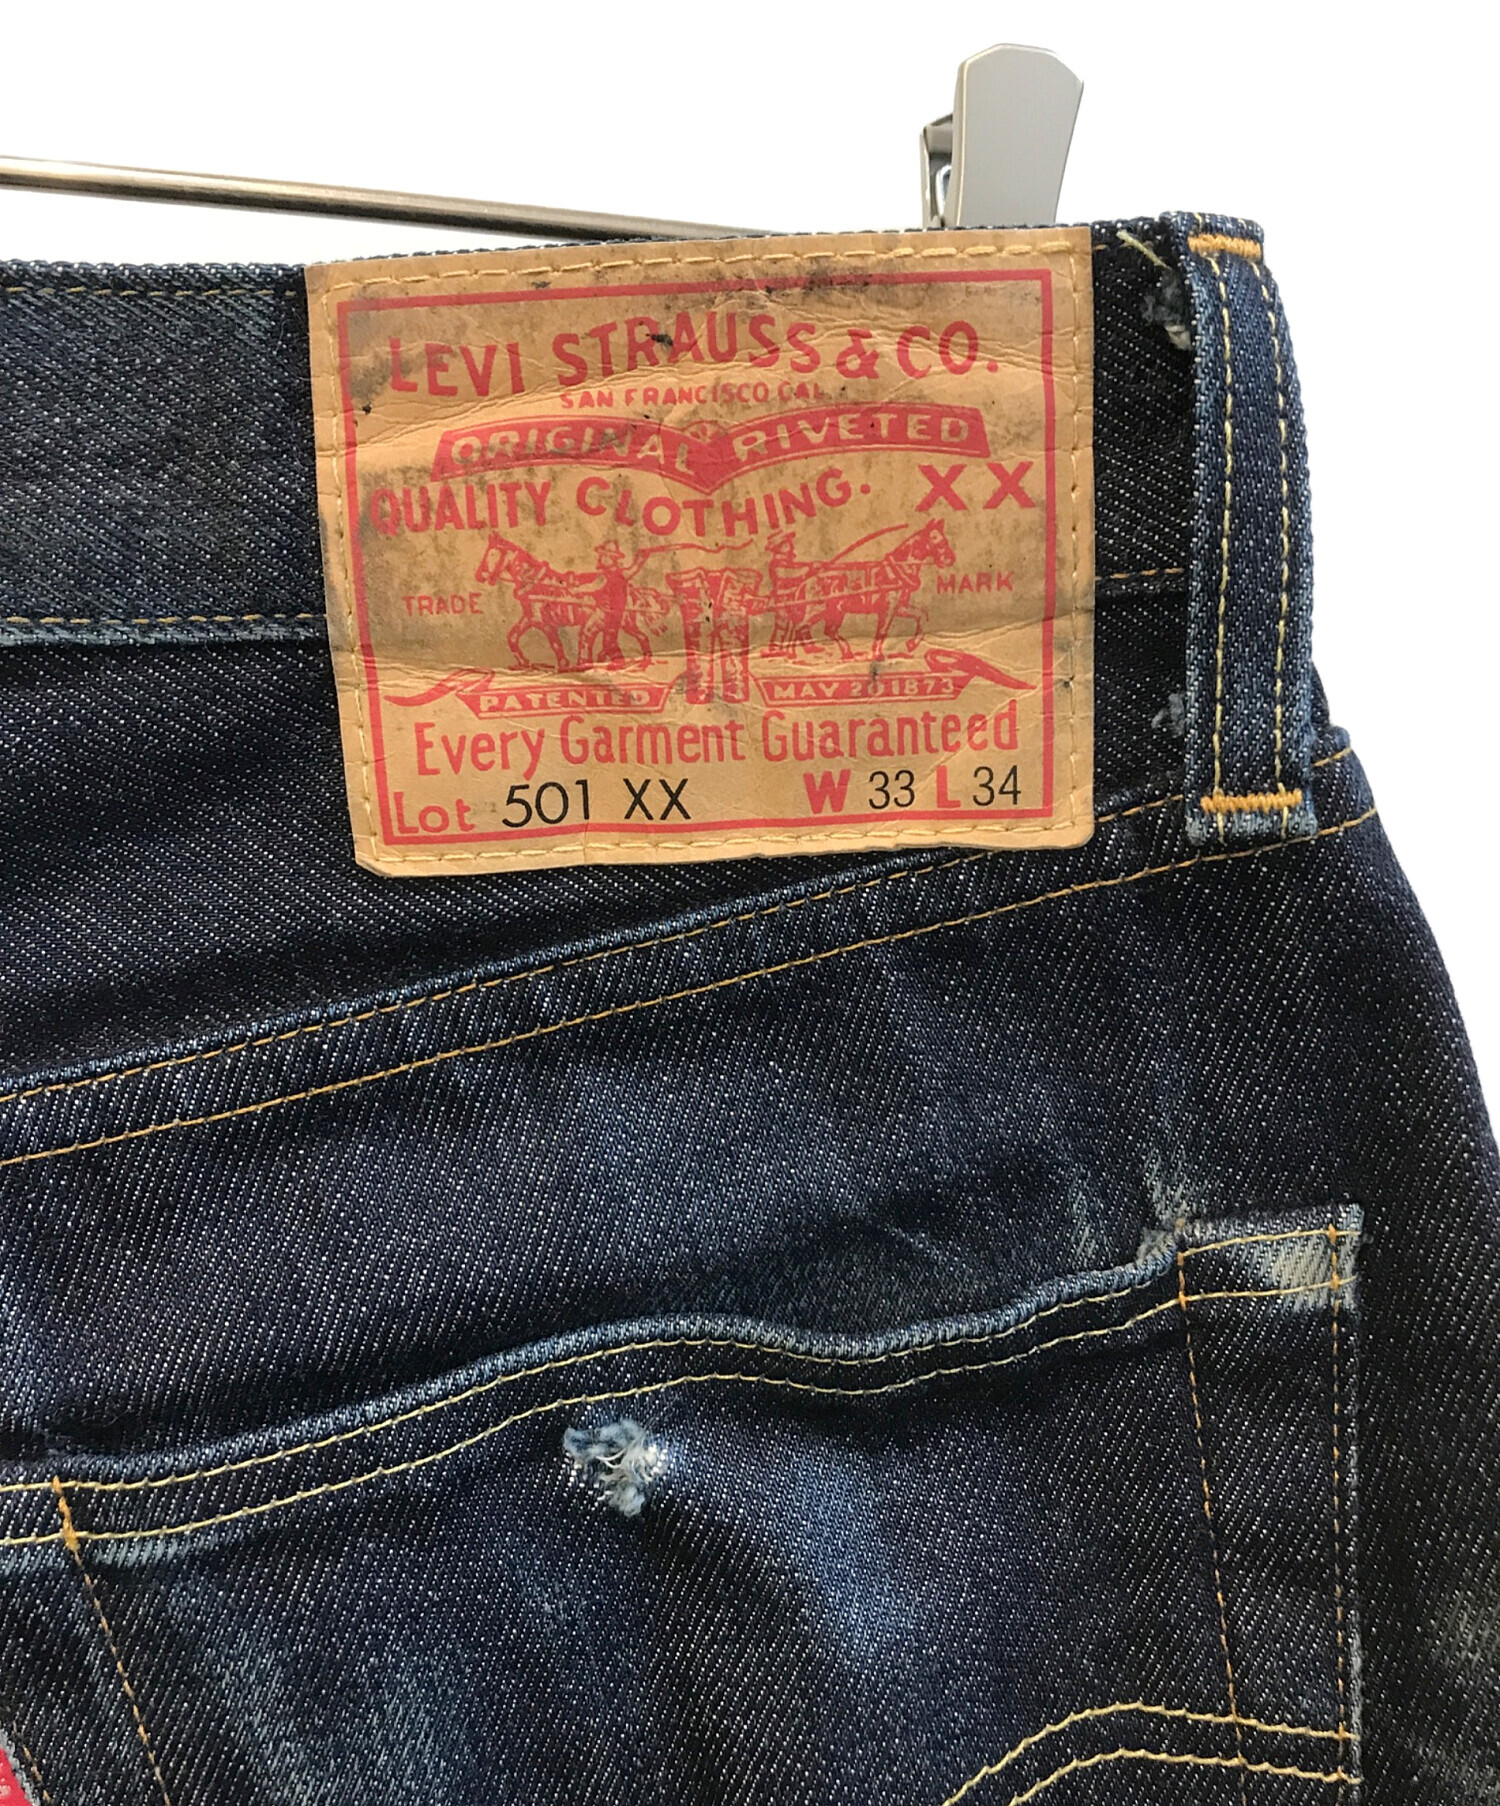 LEVI STRAUSS & CO.
SAN FRANCISCO CAL.
ORIGINAL RIVETED
QUALITY CLOTHING. XX
TRADE MARK
PATENTED MAY 20 1873
Every Garment Guaranteed
Lot 501 XX W 33 L 34